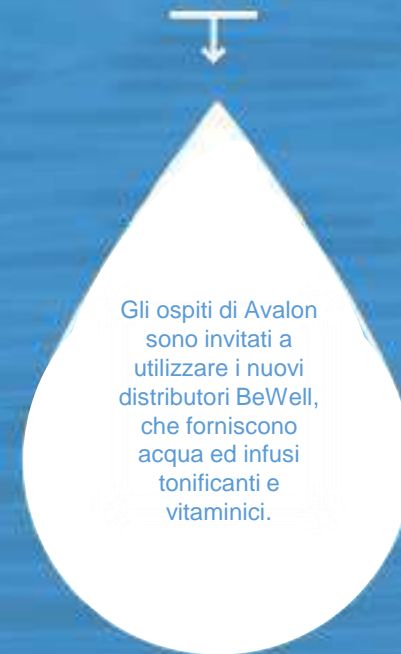 Gli ospiti di Avalon
sono invitati a
utilizzare i nuovi
distributori BeWell,
che forniscono
acqua ed infusi
tonificanti e
vitaminici.